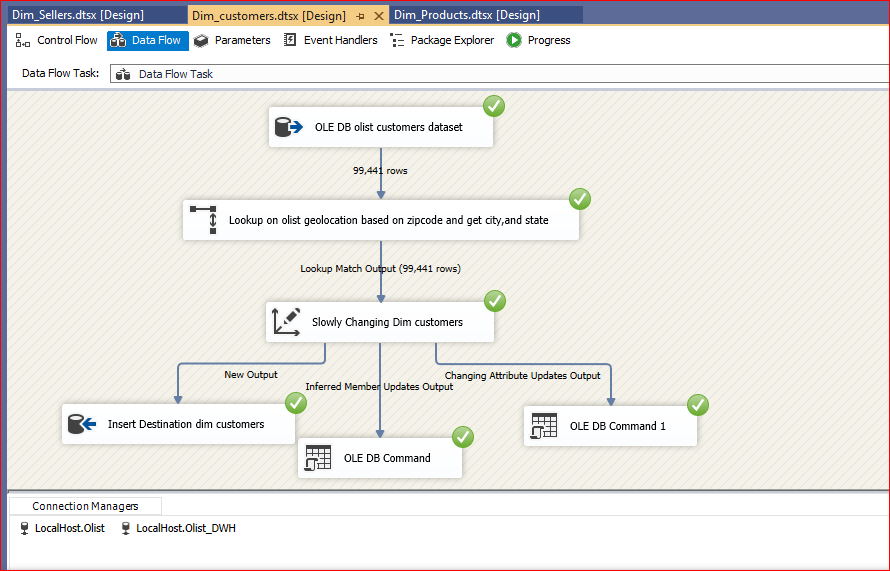 Dim_Sellers.dtsx [Design] Dim_customers.dtsx [Design] Dim_Products.dtsx [Design]
Control Flow Data Flow Parameters Event Handlers Package Explorer Progress
Data Flow Task: Data Flow Task
OLE DB olist customers dataset
99,441 rows
Lookup on olist geolocation based on zipcode and get city,and state
Lookup Match Output (99,441 rows)
Slowly Changing Dim customers
New Output
Inferred Member Updates Output
Changing Attribute Updates Output
Insert Destination dim customers
OLE DB Command
OLE DB Command 1
Connection Managers
LocalHost.Olist LocalHost.Olist_DWH